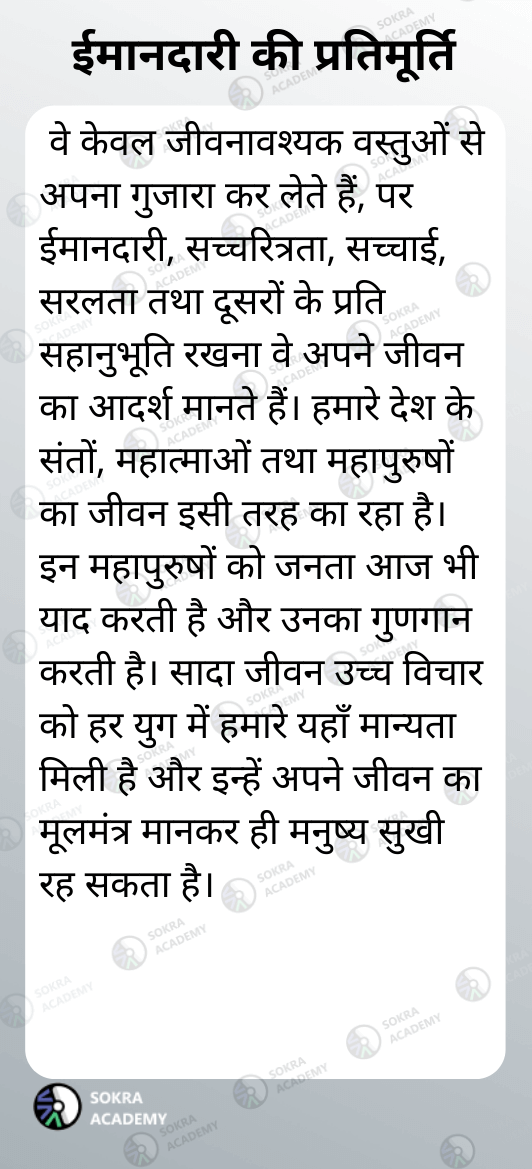 ईमानदारी की प्रतिमूर्ति
वे केवल जीवनावश्यक वस्तुओं से
अपना गुजारा कर लेते हैं, पर
ईमानदारी, सच्चरित्रता, सच्चाई,
सरलता तथा दूसरों के प्रति
सहानुभूति रखना वे अपने जीवन
का आदर्श मानते हैं। हमारे देश के
संतों, महात्माओं तथा महापुरुषों
का जीवन इसी तरह का रहा है।
इन महापुरुषों को जनता आज भी
याद करती है और उनका गुणगान
करती है। सादा जीवन उच्च विचार
को हर युग में हमारे यहाँ मान्यता
मिली है और इन्हें अपने जीवन का
मूलमंत्र मानकर ही मनुष्य सुखी
रह सकता है।
SOKRA
ACADEMY